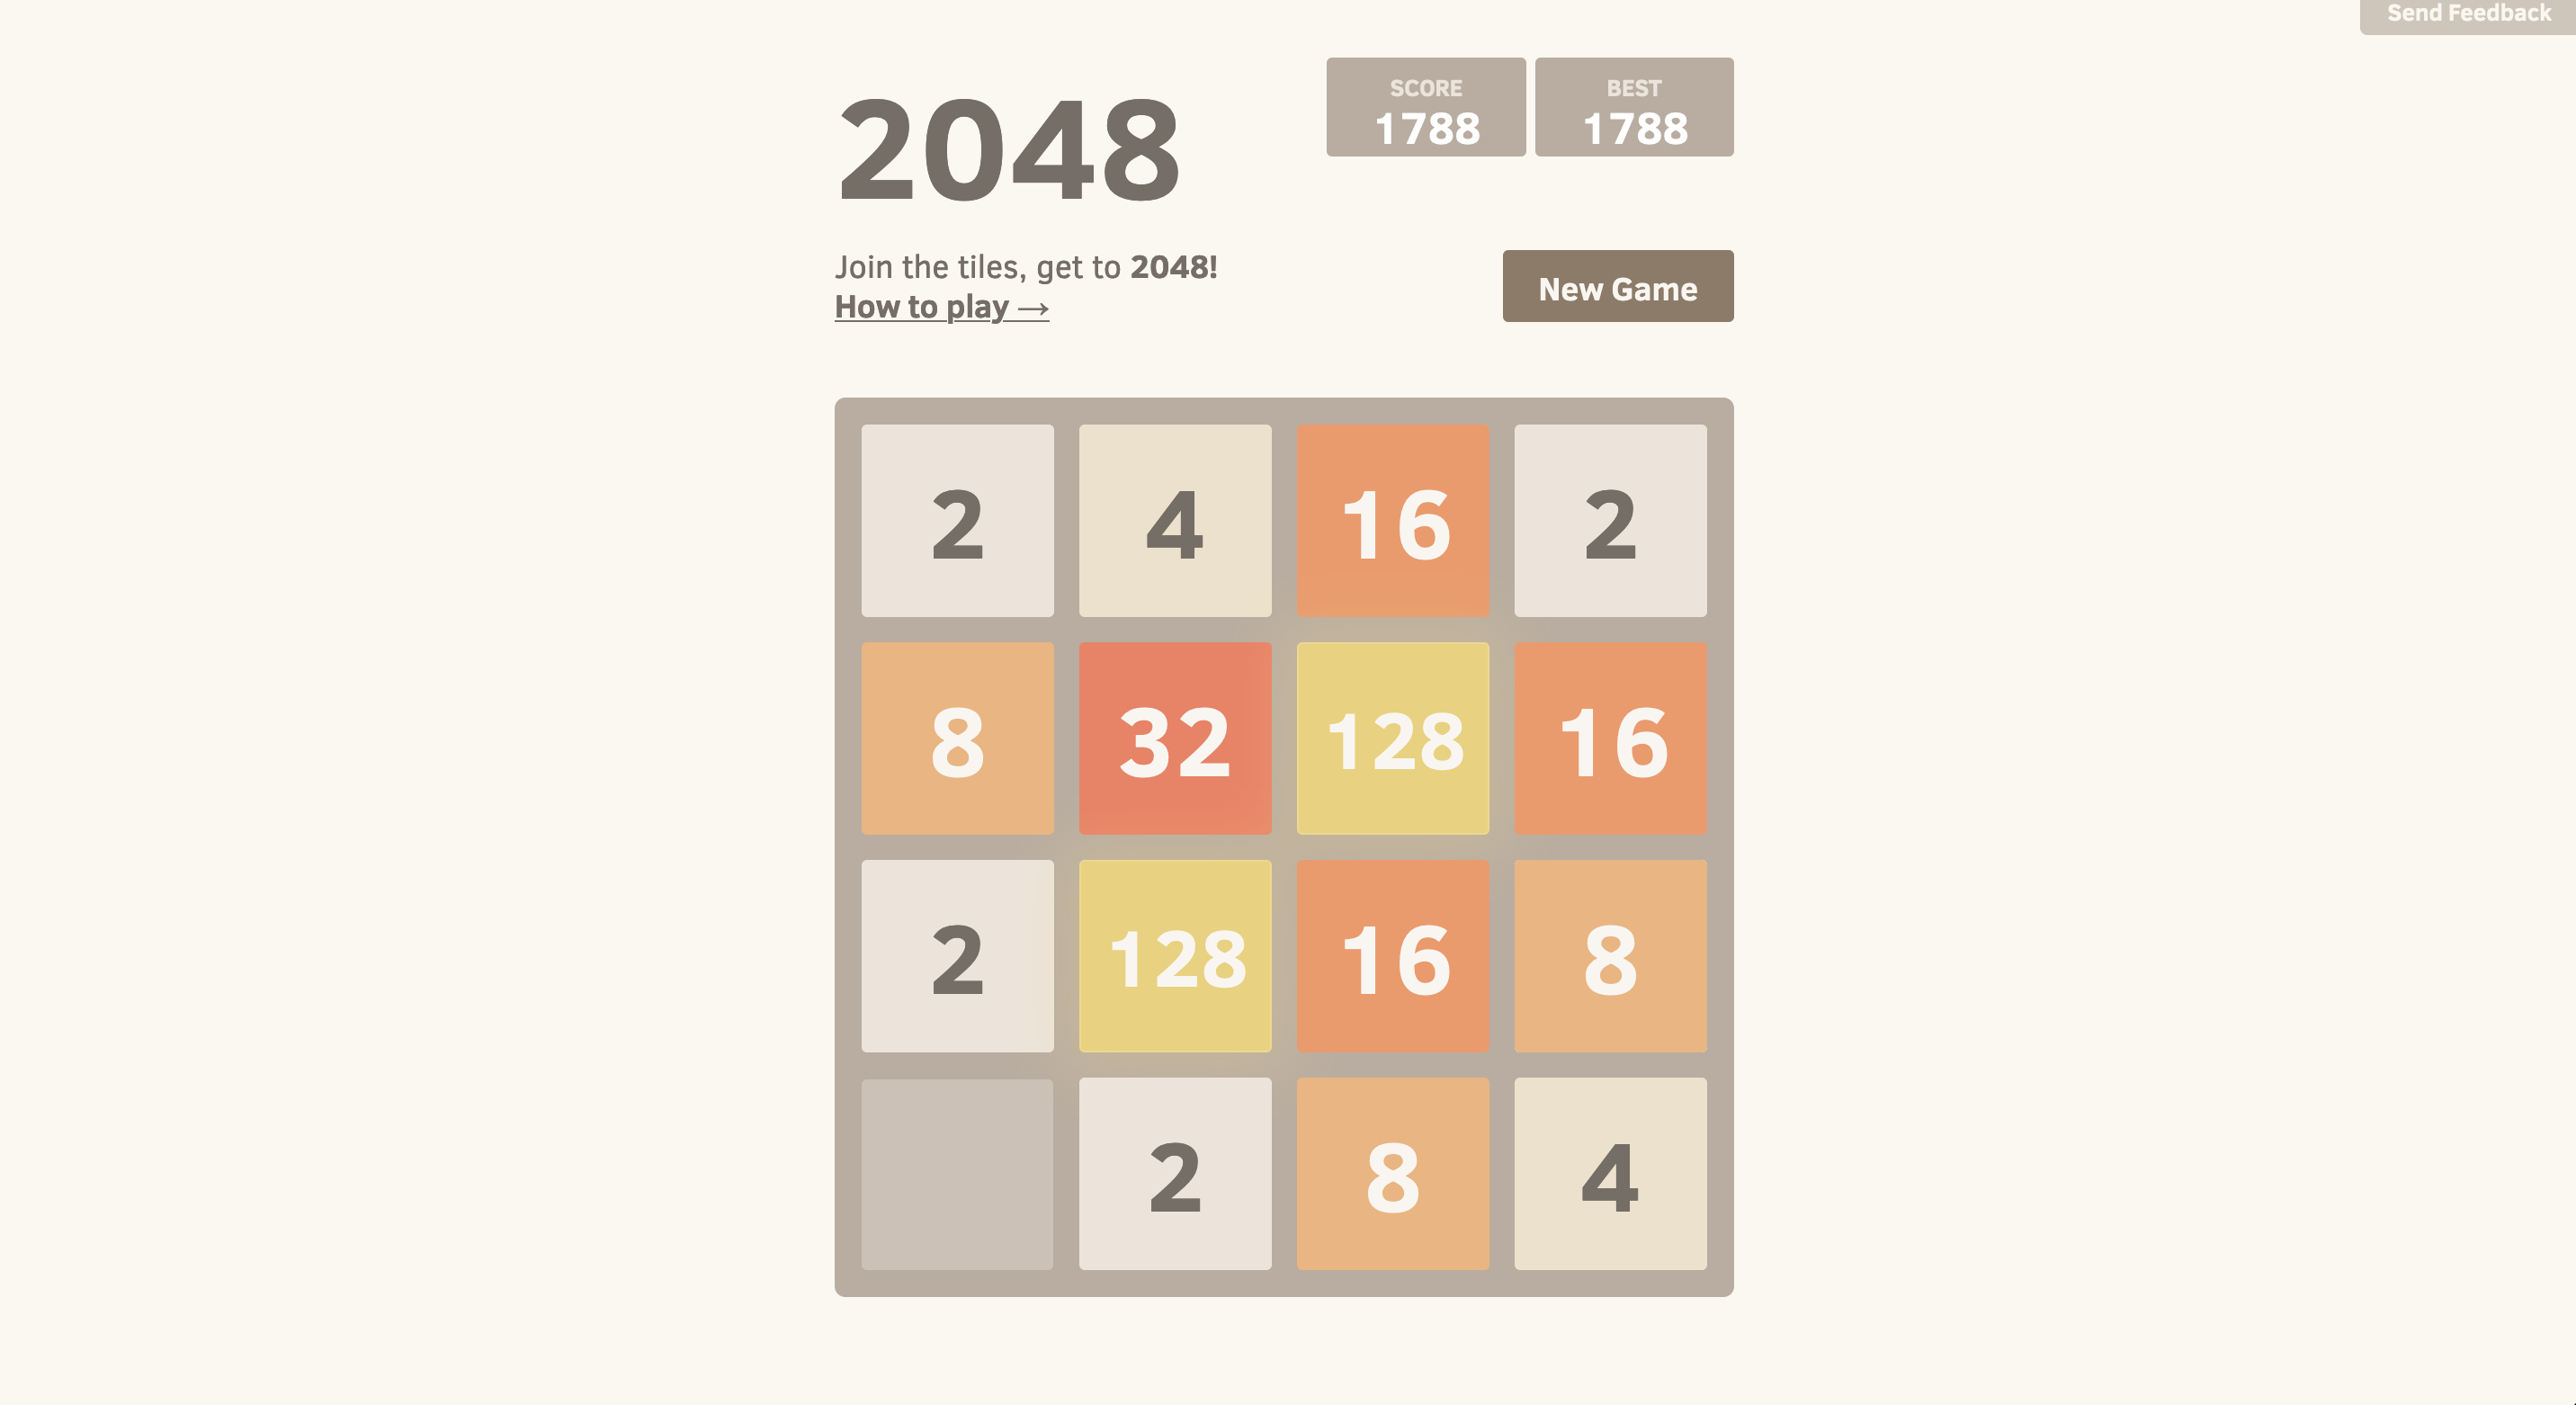 Send Feedback
2048
SCORE
1788
BEST
1788
Join the tiles, get to 2048!
How to play →
New Game
2 4 16 2
8 32 128 16
2 128 16 8
2 8 4